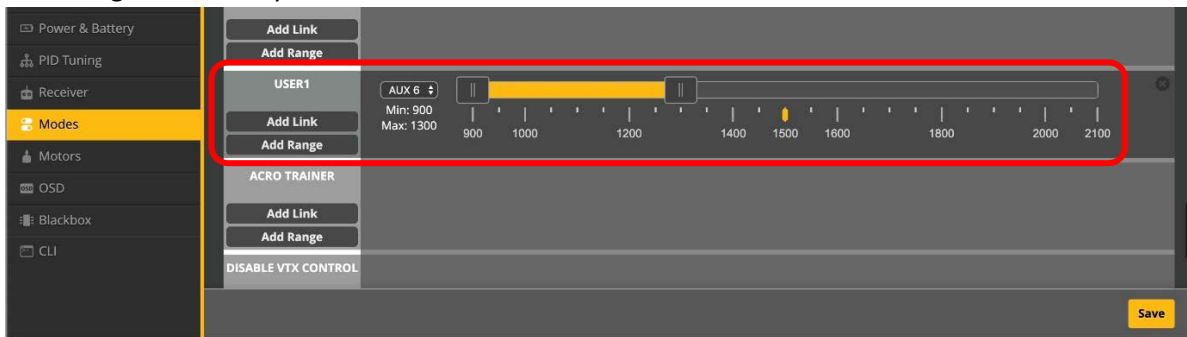 Power & Battery
PID Tuning
Receiver
Modes
Motors
OSD
Blackbox
CLI
Add Link
Add Range
USER1
Add Link
Add Range
AUX 6
Min: 900
Max: 1300
900 1000 1200 1400 1500 1600 1800 2000 2100
ACRO TRAINER
Add Link
Add Range
DISABLE VTX CONTROL
Save